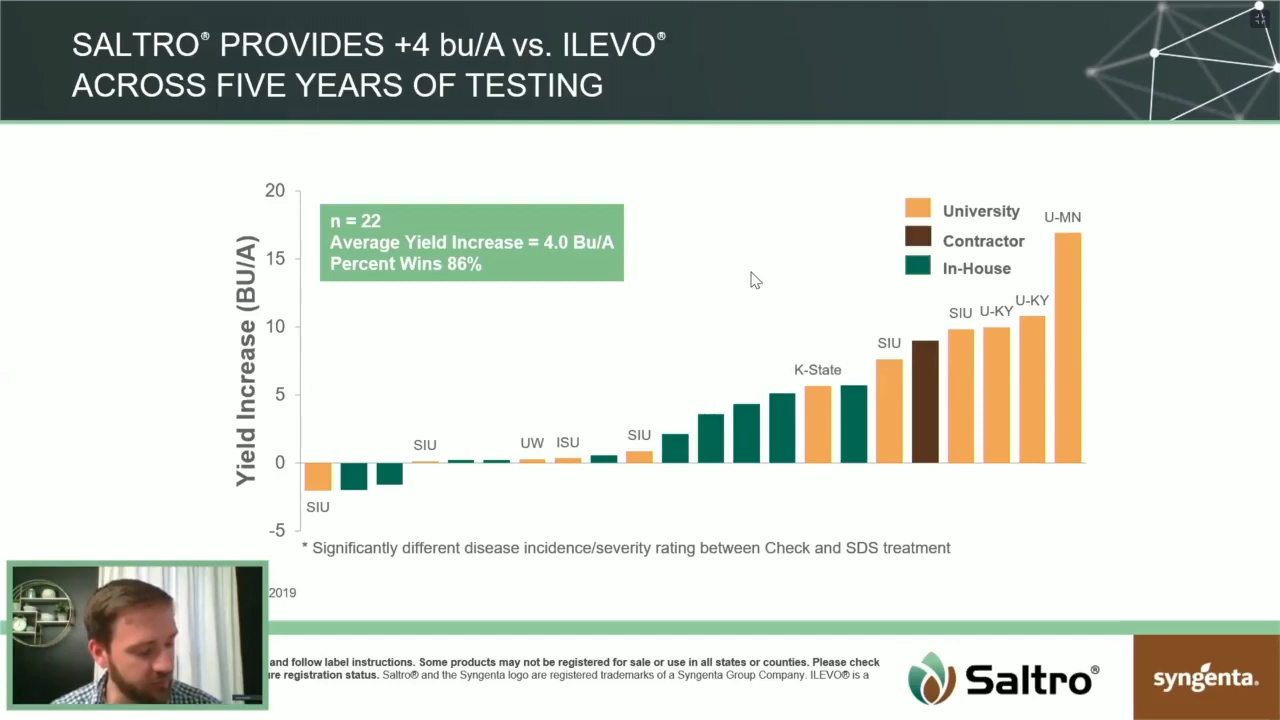 SALTRO® PROVIDES +4 bu/A vs. ILEVO®
ACROSS FIVE YEARS OF TESTING
n = 22
Average Yield Increase = 4.0 Bu/A
Percent Wins 86%
University
Contractor
In-House
Yield Increase (BU/A)
20
15
10
5
0
-5
SIU
SIU
UW
ISU
SIU
K-State
SIU
SIU
U-KY
U-KY
U-MN
* Significantly different disease incidence/severity rating between Check and SDS treatment
2019
and follow label instructions. Some products may not be registered for sale or use in all states or counties. Please check
re registration status. Saltro® and the Syngenta logo are registered trademarks of a Syngenta Group Company. ILEVO® is a
Saltro®
syngenta.